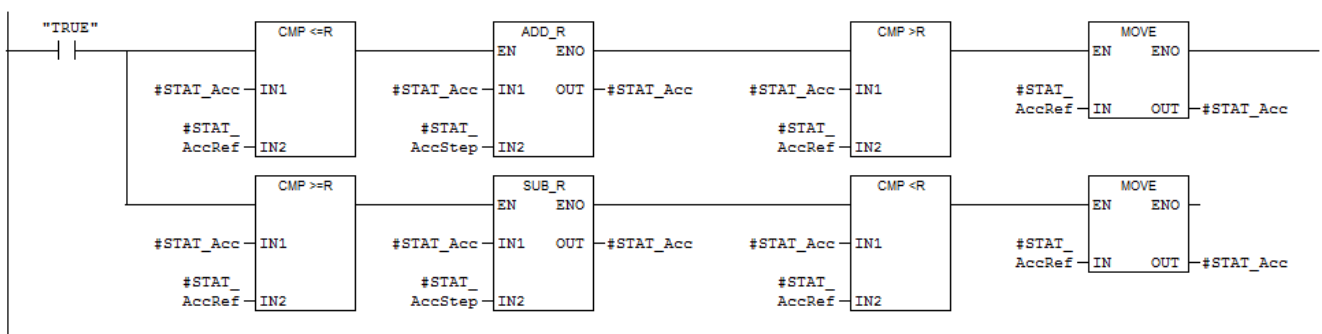 "TRUE"
CMP <=R
ADD_R
CMP >R
MOVE
EN ENO
EN ENO
#STAT_Acc IN1
#STAT_Acc IN1 OUT #STAT_Acc
#STAT_Acc IN1
#STAT_
AccRef IN OUT #STAT_Acc
#STAT_
AccRef IN2
#STAT_
AccStep IN2
#STAT_
AccRef IN2
CMP >=R
SUB_R
CMP <R
MOVE
EN ENO
EN ENO
#STAT_Acc IN1
#STAT_Acc IN1 OUT #STAT_Acc
#STAT_Acc IN1
#STAT_
AccRef IN OUT #STAT_Acc
#STAT_
AccRef IN2
#STAT_
AccStep IN2
#STAT_
AccRef IN2